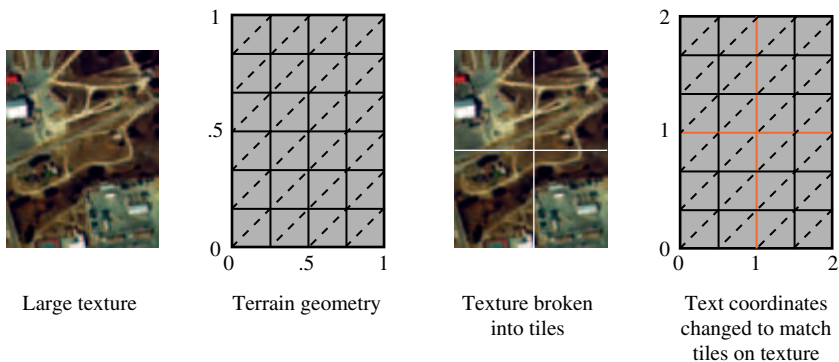 1
.5
0
0
.5
1
2
1
0
0
1
2
Large texture
Terrain geometry
Texture broken
into tiles
Text coordinates
changed to match
tiles on texture